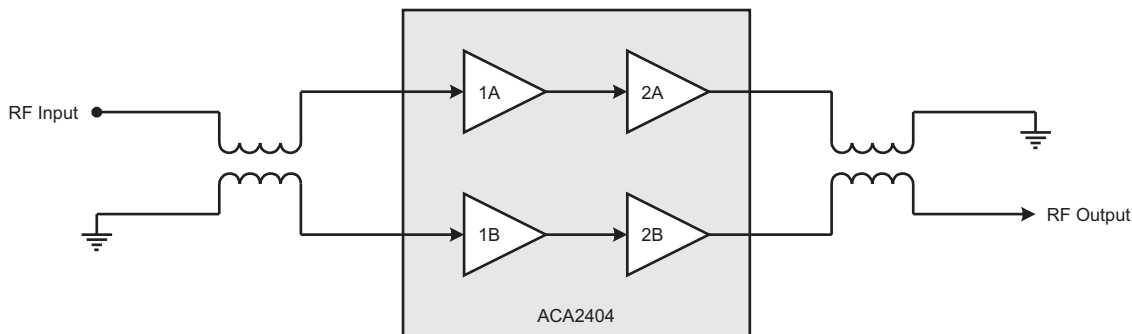 1A
2A
RF Input
1B
2B
RF Output
ACA2404